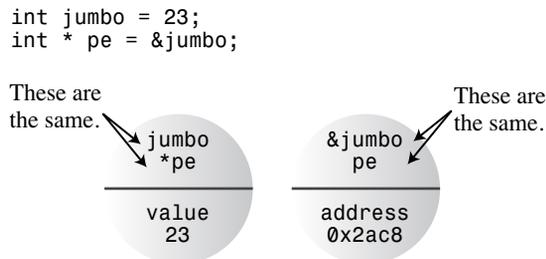 int jumbo = 23;
int * pe = &jumbo;
These are
the same.
These are
the same.
jumbo
*pe
&jumbo
pe
value
23
address
0x2ac8